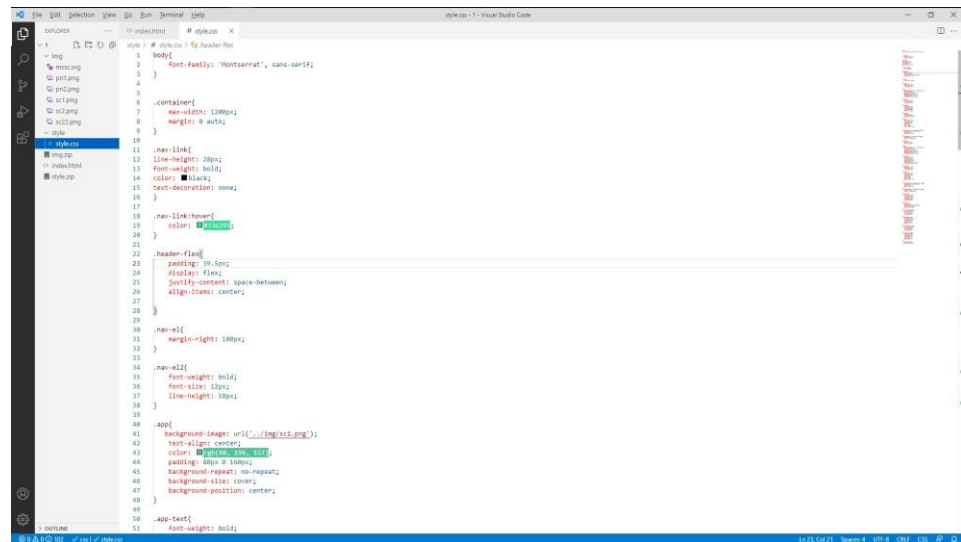 File Edit Selection View Go Run Terminal Help
style.css - 1 - Visual Studio Code
EXPLORER ...
index.html
# style.css ×
1
style > # style.css > .header-flex
img
mosc.svg
pn1.png
pn2.png
sc1.png
sc2.png
sc22.png
style
# style.css
img.zip
index.html
style.zip
OUTLINE
1 body{
2 font-family: 'Montserrat', sans-serif;
3 }
4
5
6 .container{
7 max-width: 1200px;
8 margin: 0 auto;
9 }
10
11 .nav-link{
12 line-height: 28px;
13 font-weight: bold;
14 color: black;
15 text-decoration: none;
16 }
17
18 .nav-link:hover{
19 color:
20 }
21
22 .header-flex{
23 padding: 39.5px;
24 display: flex;
25 justify-content: space-between;
26 align-items: center;
27
28 }
29
30 .nav-el{
31 margin-right: 100px;
32 }
33
34 .nav-el2{
35 font-weight: bold;
36 font-size: 12px;
37 line-height: 18px;
38 }
39
40 .app{
41 background-image: url('../img/sc1.png');
42 text-align: center;
43 color: rgb(80, 196, 157);
44 padding: 80px 0 160px;
45 background-repeat: no-repeat;
46 background-size: cover;
47 background-position: center;
48 }
49
50 .app-text{
51 font-weight: bold;
0 0 102 css | style.css
Ln 23, Col 21 Spaces: 4 UTF-8 CRLF CSS